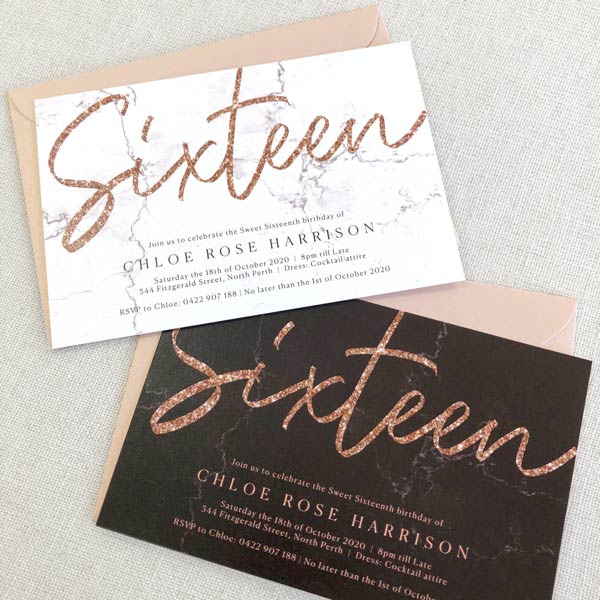 Sixteen
Join us to celebrate the Sweet Sixteenth birthday of
CHLOE ROSE HARRISON
Saturday the 18th of October 2020 | 8pm till Late
544 Fitzgerald Street, North Perth | Dress: Cocktail attire
RSVP to Chloe: 0422 907 188 | No later than the 1st of October 2020
Sixteen
Join us to celebrate the Sweet Sixteenth birthday of
CHLOE ROSE HARRISON
Saturday the 18th of October 2020 | 8pm till Late
544 Fitzgerald Street, North Perth | Dress: Cocktail attire
RSVP to Chloe: 0422 907 188 | No later than the 1st of October 2020